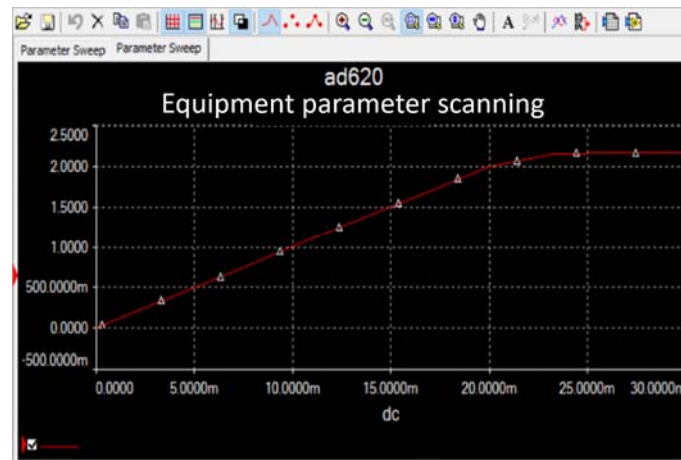 A
Parameter Sweep Parameter Sweep
ad620
Equipment parameter scanning
2.5000
2.0000
1.5000
1.0000
500.0000m
0.0000
-500.0000m
0.0000 5.0000m 10.0000m 15.0000m 20.0000m 25.0000m 30.0000m
dc